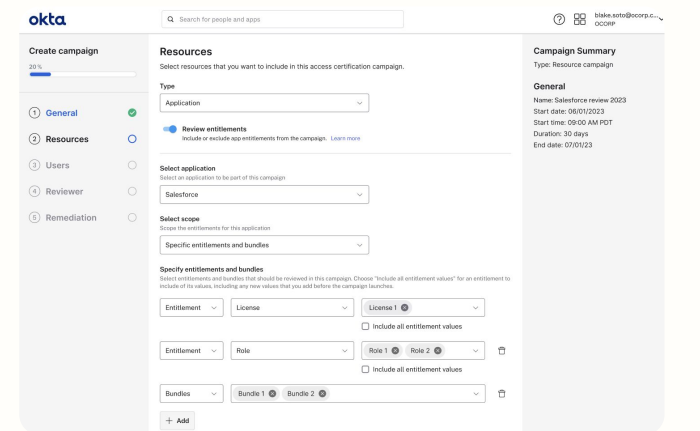 okta
Search for people and apps
blake.soto@ocorp.c...
OCORP
Create campaign
20 %
1 General
2 Resources
3 Users
4 Reviewer
5 Remediation
Resources
Select resources that you want to include in this access certification campaign.
Type
Application
Review entitlements
Include or exclude app entitlements from the campaign. Learn more
Select application
Select an application to be part of this campaign
Salesforce
Select scope
Scope the entitlements for this application
Specific entitlements and bundles
Specify entitlements and bundles
Select entitlements and bundles that should be reviewed in this campaign. Choose "Include all entitlement values" for an entitlement to
include of its values, including any new values that you add before the campaign launches.
Entitlement License License 1
Include all entitlement values
Entitlement Role Role 1 Role 2
Include all entitlement values
Bundles Bundle 1 Bundle 2
+ Add
Campaign Summary
Type: Resource campaign
General
Name: Salesforce review 2023
Start date: 06/01/2023
Start time: 09:00 AM PDT
Duration: 30 days
End date: 07/01/23